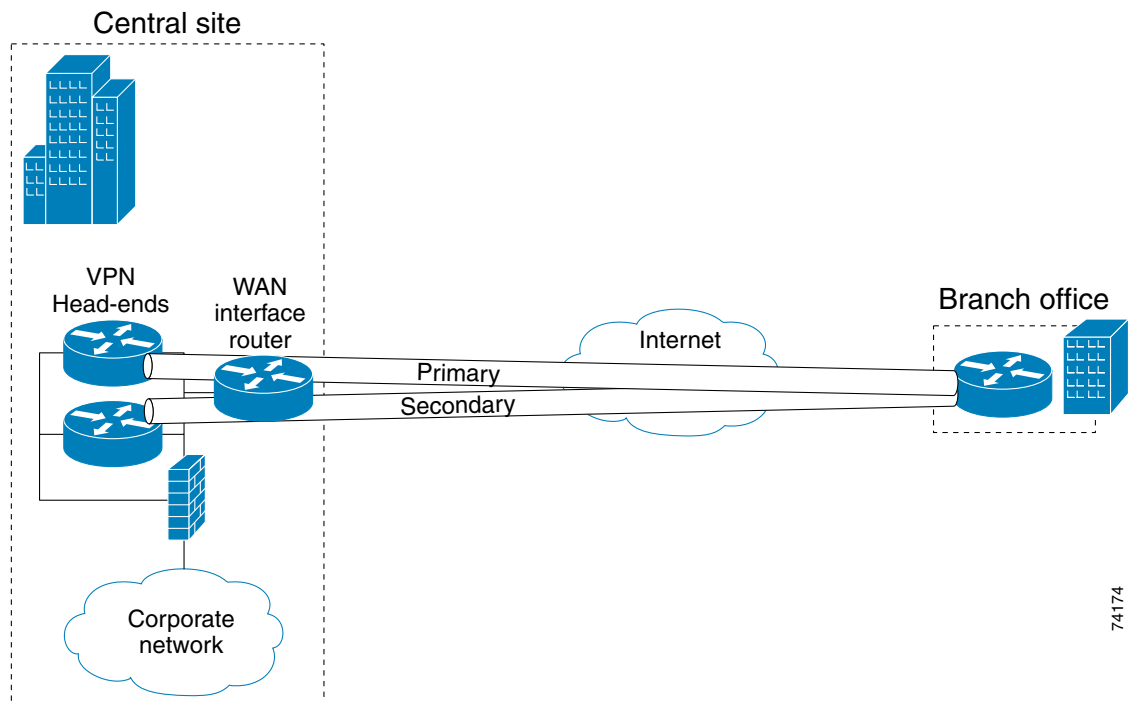 Central site
VPN
Head-ends
WAN
interface
router
Internet
Branch office
Primary
Secondary
Corporate
network
74174